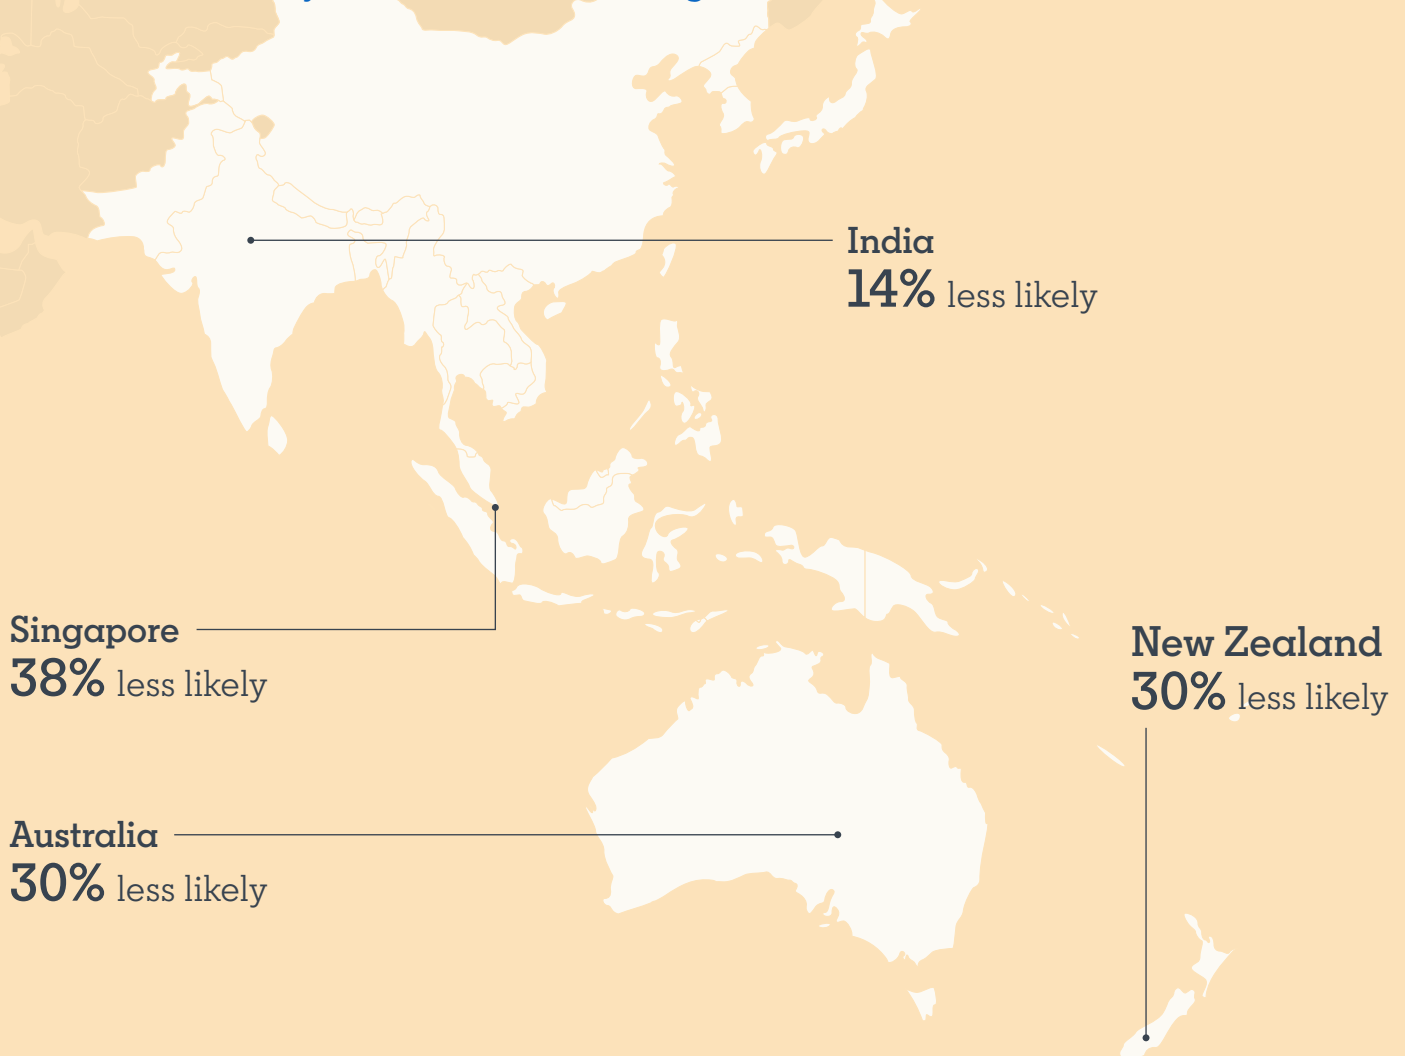 India
14% less likely
Singapore
38% less likely
New Zealand
30% less likely
Australia
30% less likely